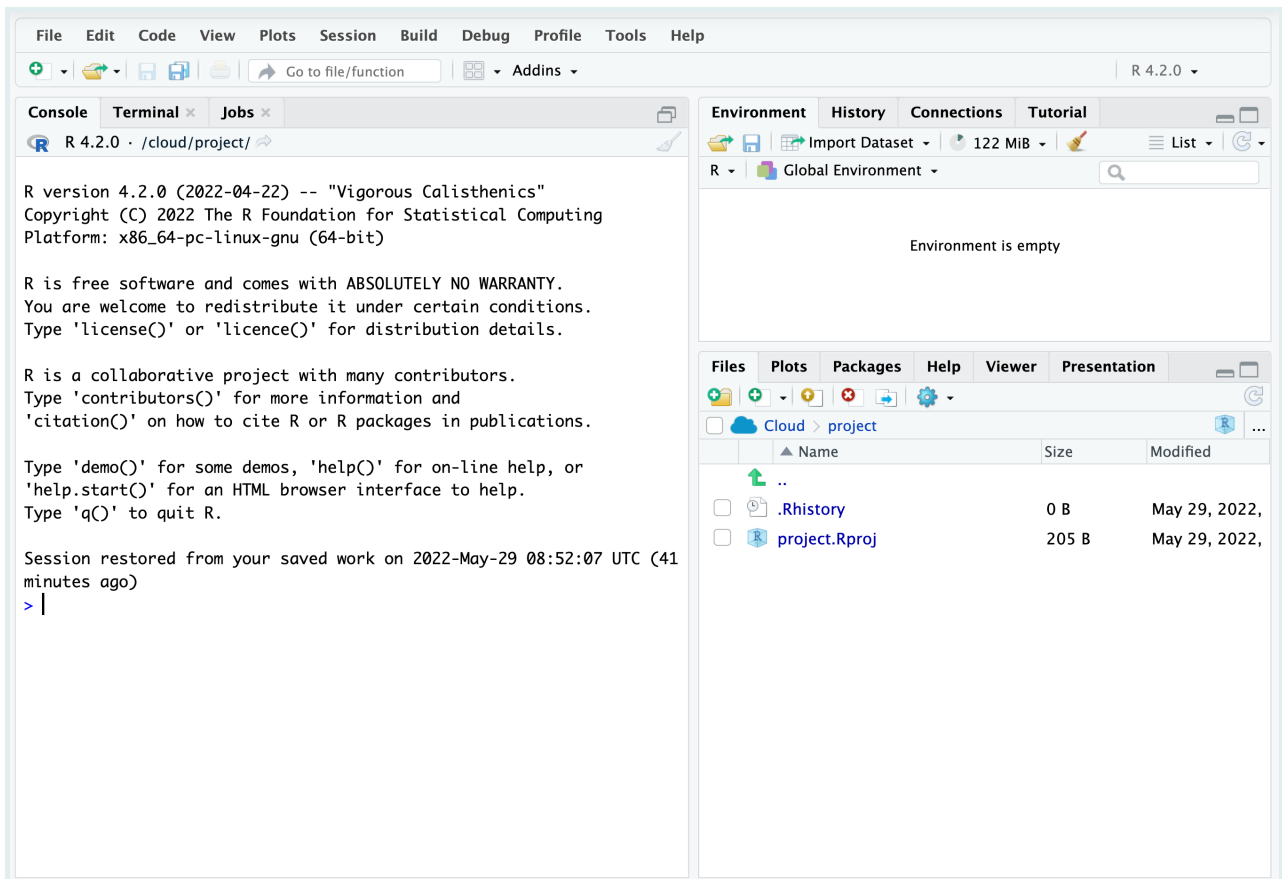 File Edit Code View Plots Session Build Debug Profile Tools Help
Go to file/function Addins R 4.2.0
Console Terminal Jobs
R 4.2.0 · /cloud/project/
R version 4.2.0 (2022-04-22) -- "Vigorous Calisthenics"
Copyright (C) 2022 The R Foundation for Statistical Computing
Platform: x86_64-pc-linux-gnu (64-bit)
R is free software and comes with ABSOLUTELY NO WARRANTY.
You are welcome to redistribute it under certain conditions.
Type 'license()' or 'licence()' for distribution details.
R is a collaborative project with many contributors.
Type 'contributors()' for more information and
'citation()' on how to cite R or R packages in publications.
Type 'demo()' for some demos, 'help()' for on-line help, or
'help.start()' for an HTML browser interface to help.
Type 'q()' to quit R.
Session restored from your saved work on 2022-May-29 08:52:07 UTC (41
minutes ago)
>
Environment History Connections Tutorial
Import Dataset 122 MiB List
R Global Environment
Environment is empty
Files Plots Packages Help Viewer Presentation
Cloud > project ...
Name Size Modified
..
.Rhistory 0 B May 29, 2022,
project.Rproj 205 B May 29, 2022,